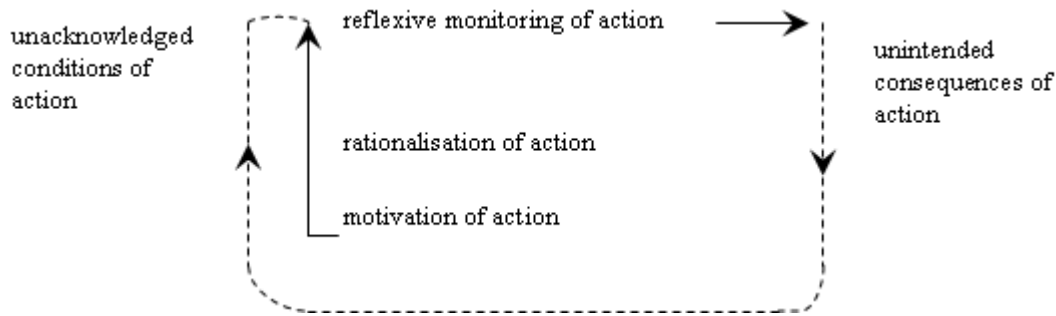 unacknowledged
conditions of
action
reflexive monitoring of action
rationalisation of action
motivation of action
unintended
consequences of
action